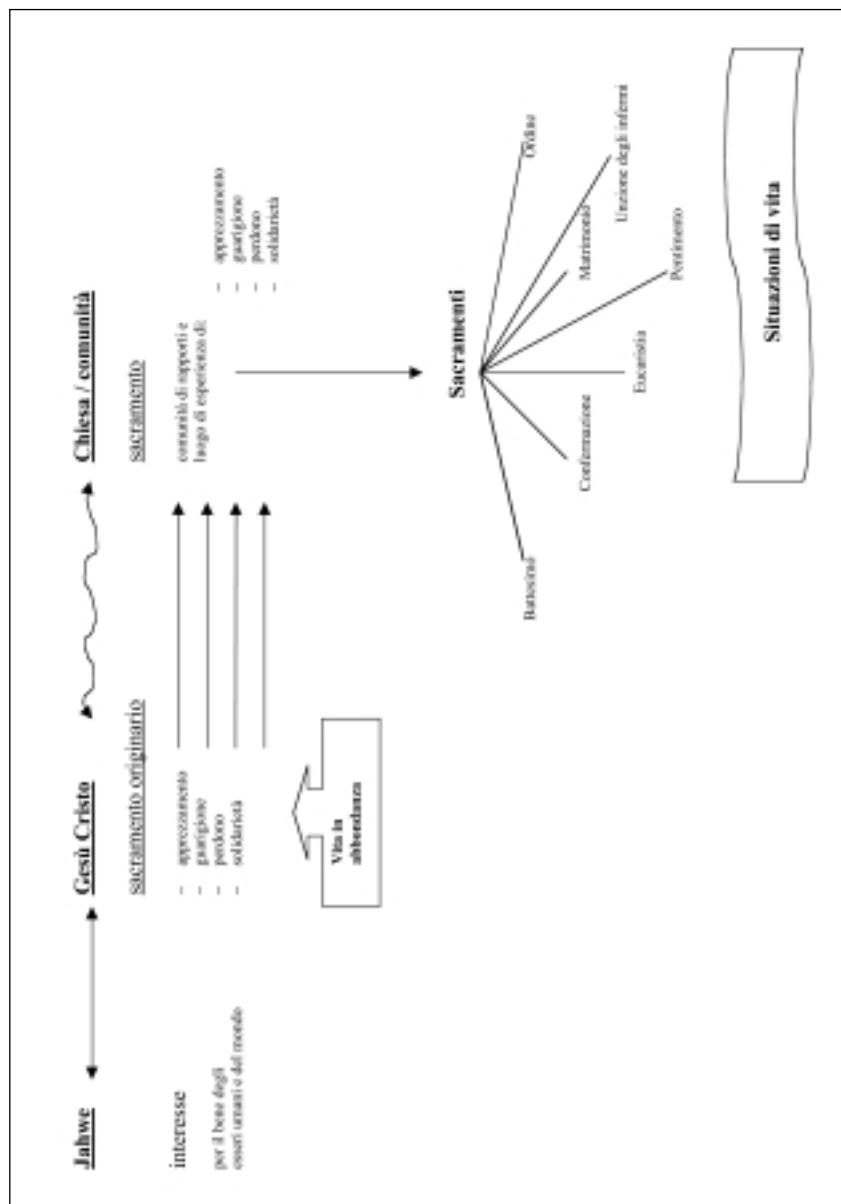 Jahwe
Gesù Cristo
Chiesa / comunità
sacramento originario
sacramento
interesse
per il bene degli
esseri umani e del mondo
– apprezzamento
– guarigione
– perdono
– solidarietà
comunità di rapporti e
luogo di esperienza di:
– apprezzamento
– guarigione
– perdono
– solidarietà
Vita in
abbondanza
Sacramenti
Battesimo
Confermazione
Eucaristia
Pentimento
Matrimonio
Unzione degli infermi
Ordine
Situazioni di vita